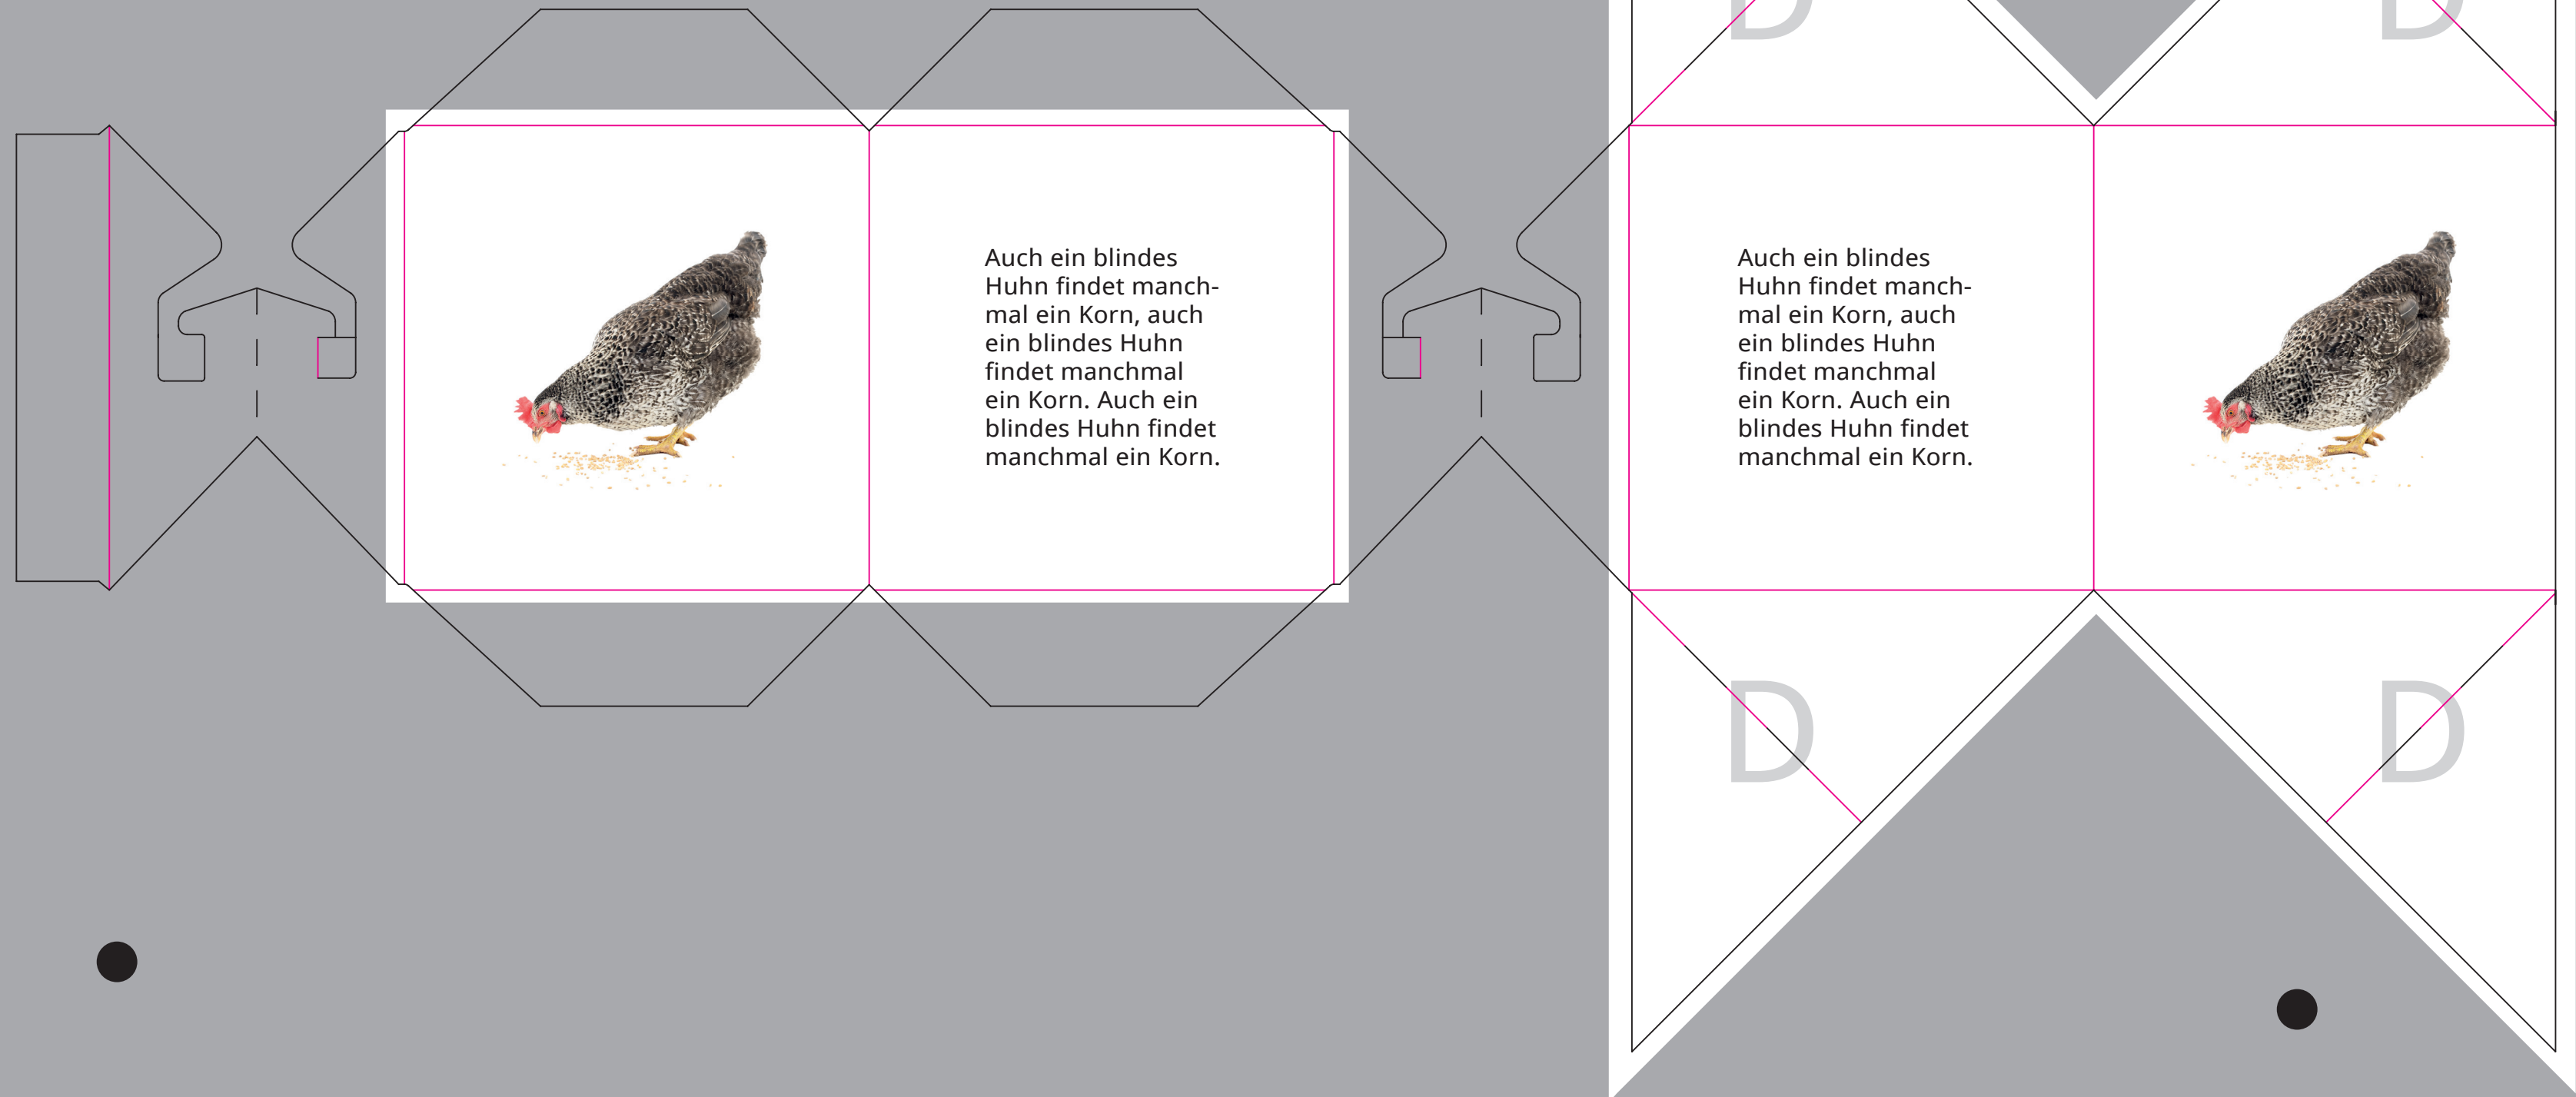 D
D
Auch ein blindes
Huhn findet manch-
mal ein Korn, auch
ein blindes Huhn
findet manchmal
ein Korn. Auch ein
blindes Huhn findet
manchmal ein Korn.
Auch ein blindes
Huhn findet manch-
mal ein Korn, auch
ein blindes Huhn
findet manchmal
ein Korn. Auch ein
blindes Huhn findet
manchmal ein Korn.
D
D